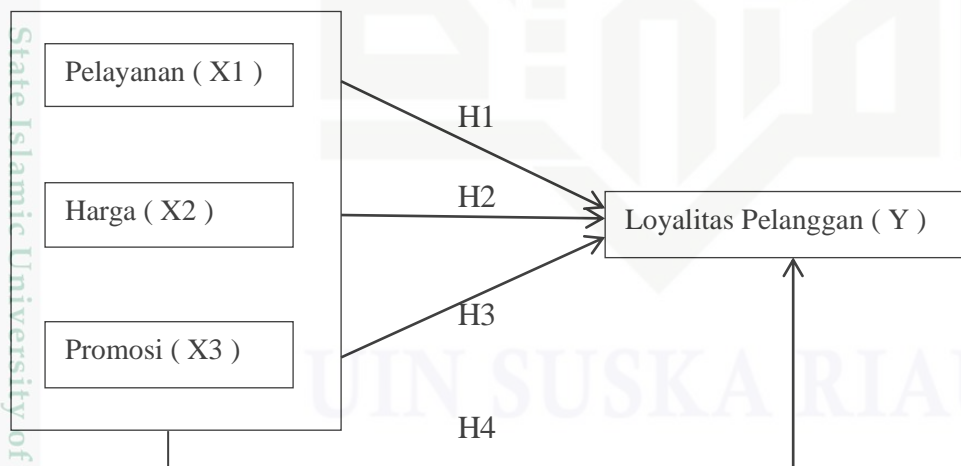 Pelayanan ( X1 )
H1
Harga ( X2 )
H2
Loyalitas Pelanggan ( Y )
H3
Promosi ( X3 )
H4
State Islamic University of
UIN SUSKA RIAU